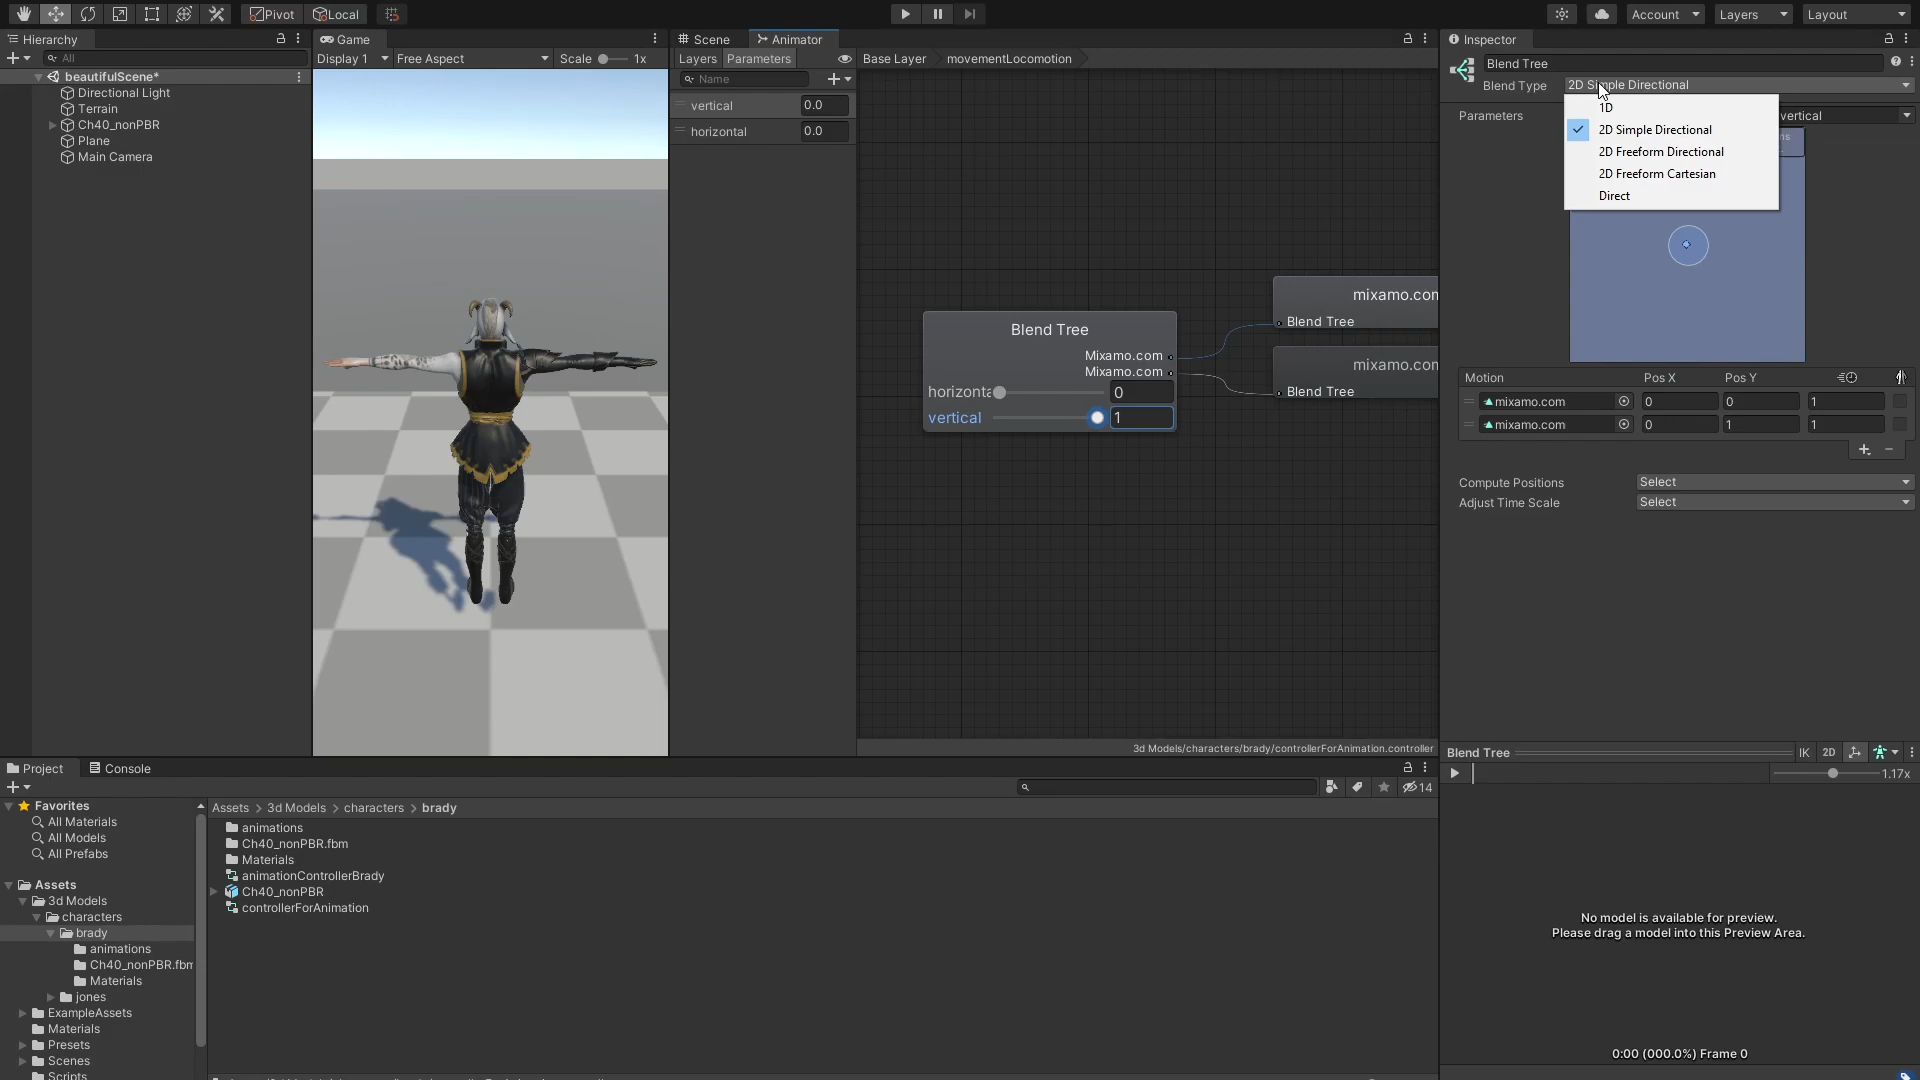 Pivot
Local
Account
Layers
Layout
Hierarchy
All
beautifulScene*
Directional Light
Terrain
Ch40_nonPBR
Plane
Main Camera
Game
Display 1
Free Aspect
Scale
1x
Scene
Animator
Layers
Parameters
Base Layer
movementLocomotion
Name
vertical
0.0
horizontal
0.0
Blend Tree
Mixamo.com
Mixamo.com
horizonta
0
vertical
1
mixamo.com
Blend Tree
mixamo.com
Blend Tree
3d Models/characters/brady/controllerForAnimation.controller
Inspector
Blend Tree
Blend Type
2D Simple Directional
1D
2D Simple Directional
2D Freeform Directional
2D Freeform Cartesian
Direct
Parameters
vertical
Motion
Pos X
Pos Y
mixamo.com
0
0
1
mixamo.com
0
1
1
Compute Positions
Select
Adjust Time Scale
Select
Blend Tree
IK
2D
1.17x
No model is available for preview.
Please drag a model into this Preview Area.
0:00 (000.0%) Frame 0
Project
Console
14
Favorites
All Materials
All Models
All Prefabs
Assets
3d Models
characters
brady
animations
Ch40_nonPBR.fbm
Materials
jones
ExampleAssets
Materials
Presets
Scenes
Scripts
Assets > 3d Models > characters > brady
animations
Ch40_nonPBR.fbm
Materials
animationControllerBrady
Ch40_nonPBR
controllerForAnimation